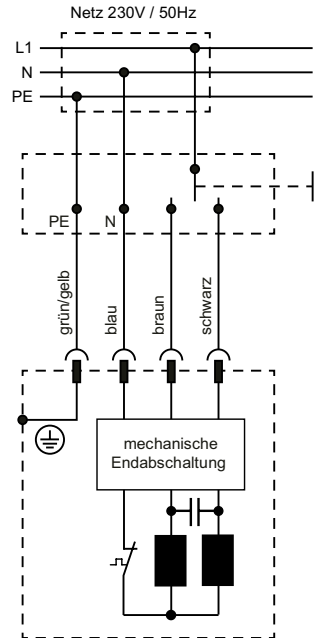 Netz 230V / 50Hz
L1
N
PE
PE
N
grün/gelb
blau
braun
schwarz
mechanische
Endabschaltung